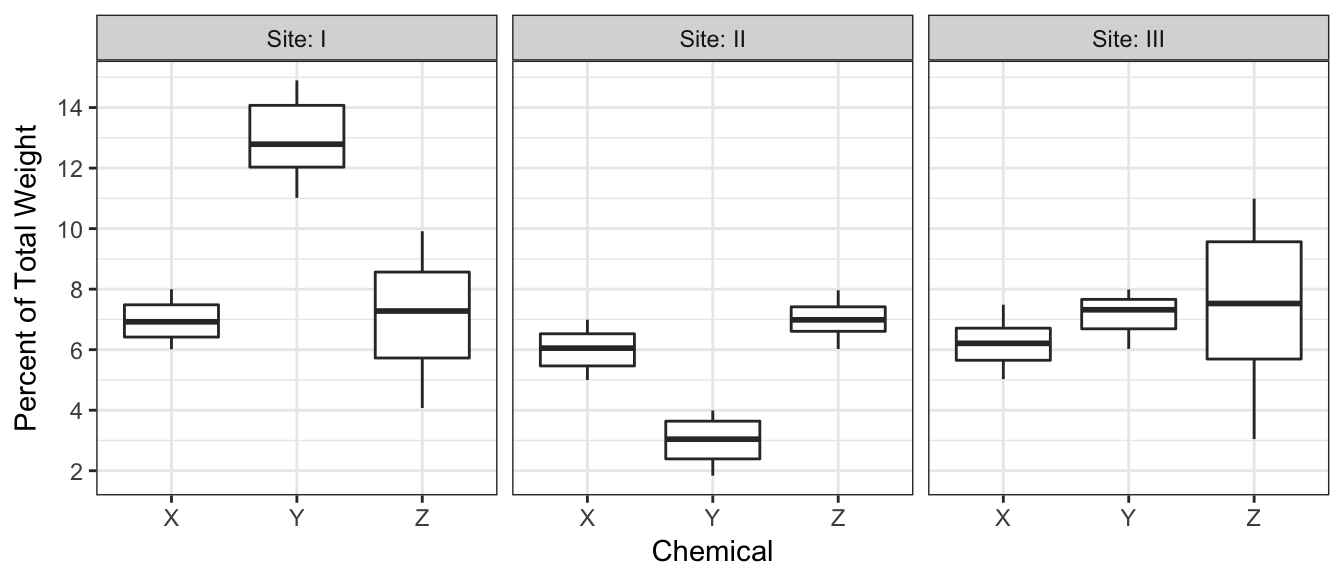 Site: I
Site: II
Site: III
Percent of Total Weight
14
12
10
8
6
4
2
X Y Z
X Y Z
X Y Z
Chemical